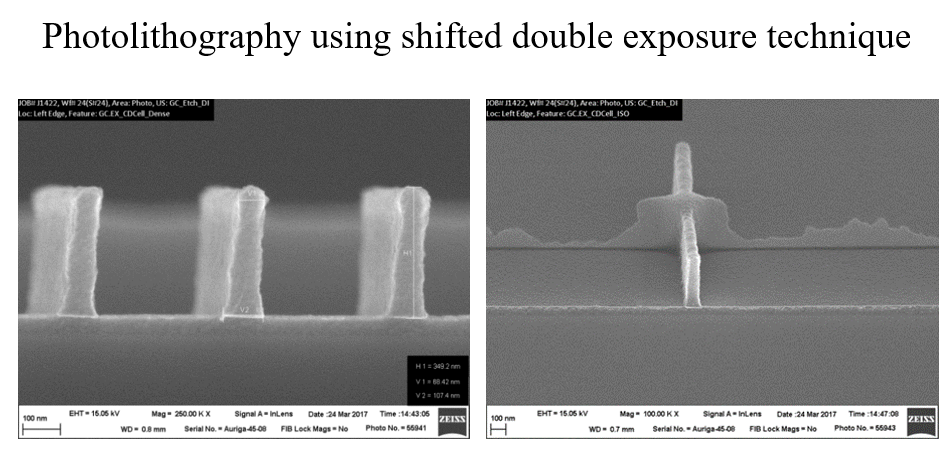 Photolithography using shifted double exposure technique
JOB# J1422, Wf# 24(S#24), Area: Photo, US: GC_Etch_DI
Loc: Left Edge, Feature: GC.EX_CDCell_Dense
V1
H1
V2
H 1 = 349.2 nm
V 1 = 69.42 nm
V 2 = 107.4 nm
100 nm
EHT = 15.05 kV
Mag = 250.00 K X
Signal A = InLens
Date :24 Mar 2017
Time :14:43:05
WD = 0.8 mm
Serial No. = Auriga-45-08
FIB Lock Mags = No
Photo No. = 55941
ZEISS
JOB# J1422, Wf# 24(S#24), Area: Photo, US: GC_Etch_DI
Loc: Left Edge, Feature: GC.EX_CDCell_ISO
100 nm
EHT = 15.05 kV
Mag = 100.00 K X
Signal A = InLens
Date :24 Mar 2017
Time :14:47:08
WD = 0.7 mm
Serial No. = Auriga-45-08
FIB Lock Mags = No
Photo No. = 55943
ZEISS